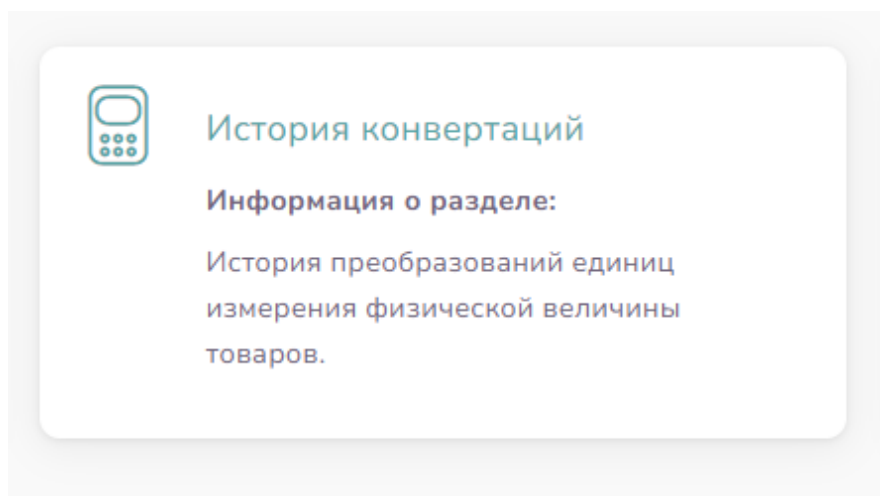 История конвертаций
Информация о разделе:
История преобразований единиц
измерения физической величины
товаров.